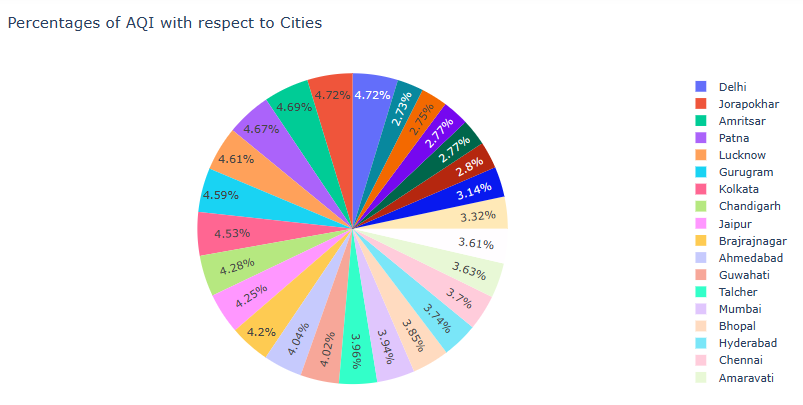 Percentages of AQI with respect to Cities
4.72%
4.72%
2.73%
2.75%
2.77%
2.77%
2.8%
3.14%
3.32%
3.61%
3.63%
3.7%
3.74%
3.85%
3.94%
3.96%
4.02%
4.04%
4.2%
4.25%
4.28%
4.53%
4.59%
4.61%
4.67%
4.69%
Delhi
Jorapokhar
Amritsar
Patna
Lucknow
Gurugram
Kolkata
Chandigarh
Jaipur
Brajrajnagar
Ahmedabad
Guwahati
Talcher
Mumbai
Bhopal
Hyderabad
Chennai
Amaravati